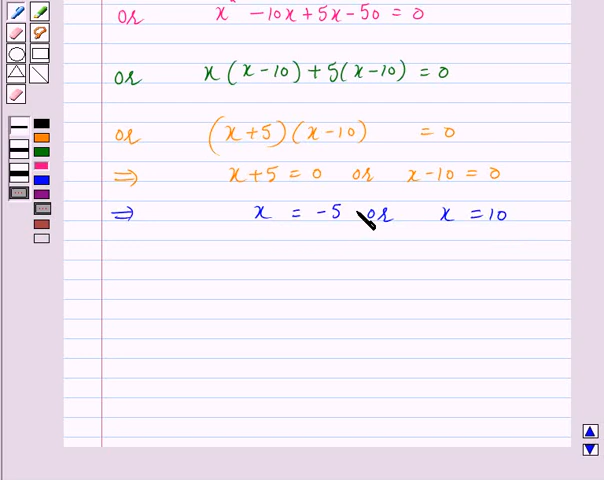 or x² - 10x + 5x - 50 = 0
or x (x - 10) + 5 (x - 10) = 0
or (x + 5) (x - 10) = 0
⇒ x + 5 = 0 or x - 10 = 0
⇒ x = -5 or x = 10